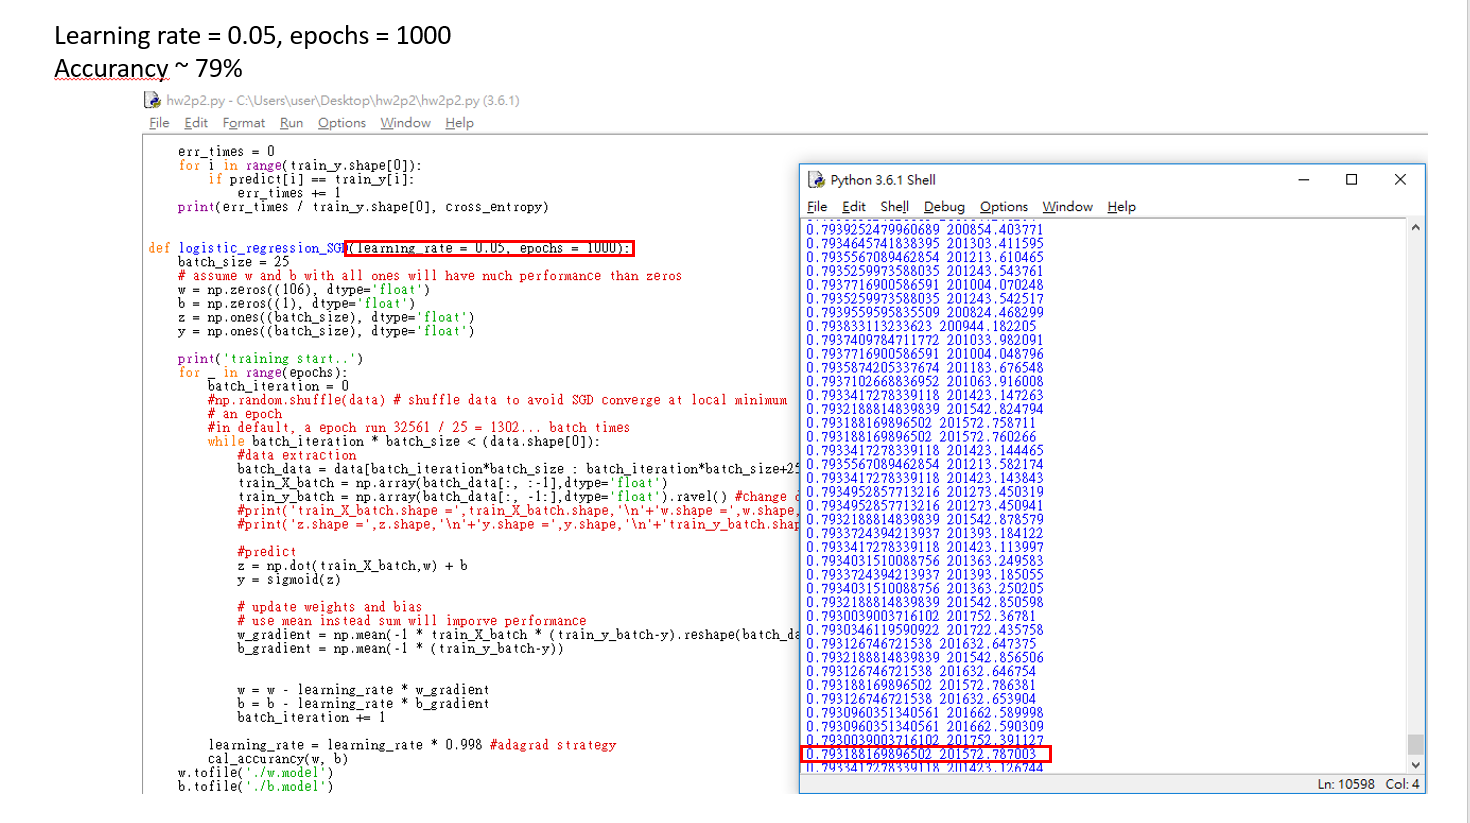 Learning rate = 0.05, epochs = 1000
Accurancy ~ 79%
hw2p2.py - C:\Users\user\Desktop\hw2p2\hw2p2.py (3.6.1)
File Edit Format Run Options Window Help
err_times = 0
for i in range(train_y.shape[0]):
if predict[i] == train_y[i]:
err_times += 1
print(err_times / train_y.shape[0], cross_entropy)
def logistic_regression_SGD(learning_rate = 0.05, epochs = 1000):
batch_size = 25
# assume w and b with all ones will have nuch performance than zeros
w = np.zeros((106), dtype='float')
b = np.zeros((1), dtype='float')
z = np.ones((batch_size), dtype='float')
y = np.ones((batch_size), dtype='float')
print('training start..')
for _ in range(epochs):
batch_iteration = 0
#np.random.shuffle(data) # shuffle data to avoid SGD converge at local minimum
# an epoch
#in default, a epoch run 32561 / 25 = 1302... batch times
while batch_iteration * batch_size < (data.shape[0]):
#data extraction
batch_data = data[batch_iteration*batch_size : batch_iteration*batch_size+25
train_X_batch = np.array(batch_data[:, :-1],dtype='float')
train_y_batch = np.array(batch_data[:, -1:],dtype='float').ravel() #change
#print('train_X_batch.shape =',train_X_batch.shape,'\n'+'w.shape =',w.shape,
#print('z.shape =',z.shape,'\n'+'y.shape =',y.shape,'\n'+'train_y_batch.shap
#predict
z = np.dot(train_X_batch,w) + b
y = sigmoid(z)
# update weights and bias
# use mean instead sum will imporve performance
w_gradient = np.mean(-1 * train_X_batch * (train_y_batch-y).reshape(batch_da
b_gradient = np.mean(-1 * (train_y_batch-y))
w = w - learning_rate * w_gradient
b = b - learning_rate * b_gradient
batch_iteration += 1
learning_rate = learning_rate * 0.998 #adagrad strategy
cal_accurancy(w, b)
w.tofile('./w.model')
b.tofile('./b.model')
Python 3.6.1 Shell
File Edit Shell Debug Options Window Help
0.7939252479960689 200854.403771
0.7934645741838395 201303.411595
0.7935567089462854 201213.610465
0.7935259973588035 201243.543761
0.7937716900586591 201004.070248
0.7935259973588035 201243.542517
0.7939559595835509 200824.468299
0.793833113233623 200944.182205
0.7937409784711772 201033.982091
0.7937716900586591 201004.048796
0.7935874205337674 201183.676548
0.7937102668836952 201063.916008
0.7933417278339118 201423.147263
0.7932188814839839 201542.824794
0.793188169896502 201572.758711
0.793188169896502 201572.760266
0.7933417278339118 201423.144465
0.7935567089462854 201213.582174
0.7933417278339118 201423.143843
0.7934952857713216 201273.450319
0.7934952857713216 201273.450941
0.7932188814839839 201542.878579
0.7933724394213937 201393.184122
0.7933417278339118 201423.113997
0.7934031510088756 201363.249583
0.7933724394213937 201393.185055
0.7934031510088756 201363.250205
0.7932188814839839 201542.850598
0.7930039003716102 201752.36781
0.7930346119590922 201722.435758
0.793126746721538 201632.647375
0.7932188814839839 201542.856506
0.793126746721538 201632.646754
0.793188169896502 201572.786381
0.793126746721538 201632.653904
0.7930960351340561 201662.589998
0.7930960351340561 201662.590309
0.7930039003716102 201752.391127
0.793188169896502 201572.787003
0.7933417278339118 201423.126744
Ln: 10598 Col: 4